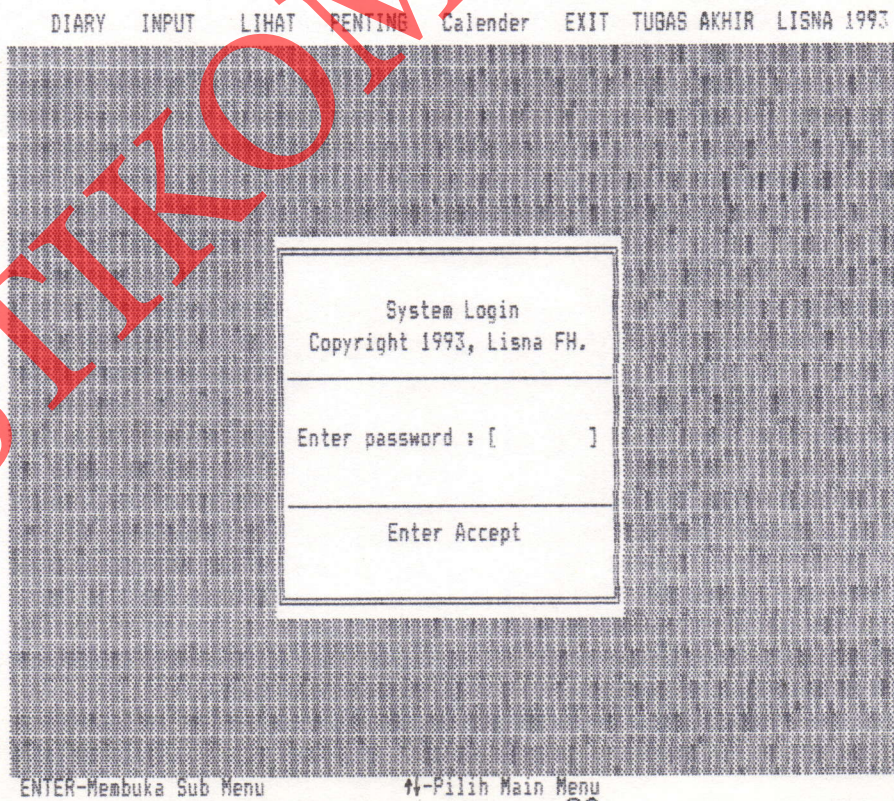 DIARY INPUT LIHAT PENTING Calender EXIT TUGAS AKHIR LISNA 1993
STIKOM
System Login
Copyright 1993, Lisna FH.
Enter password : [ ]
Enter Accept
ENTER-Membuka Sub Menu ↑↓-Pilih Main Menu